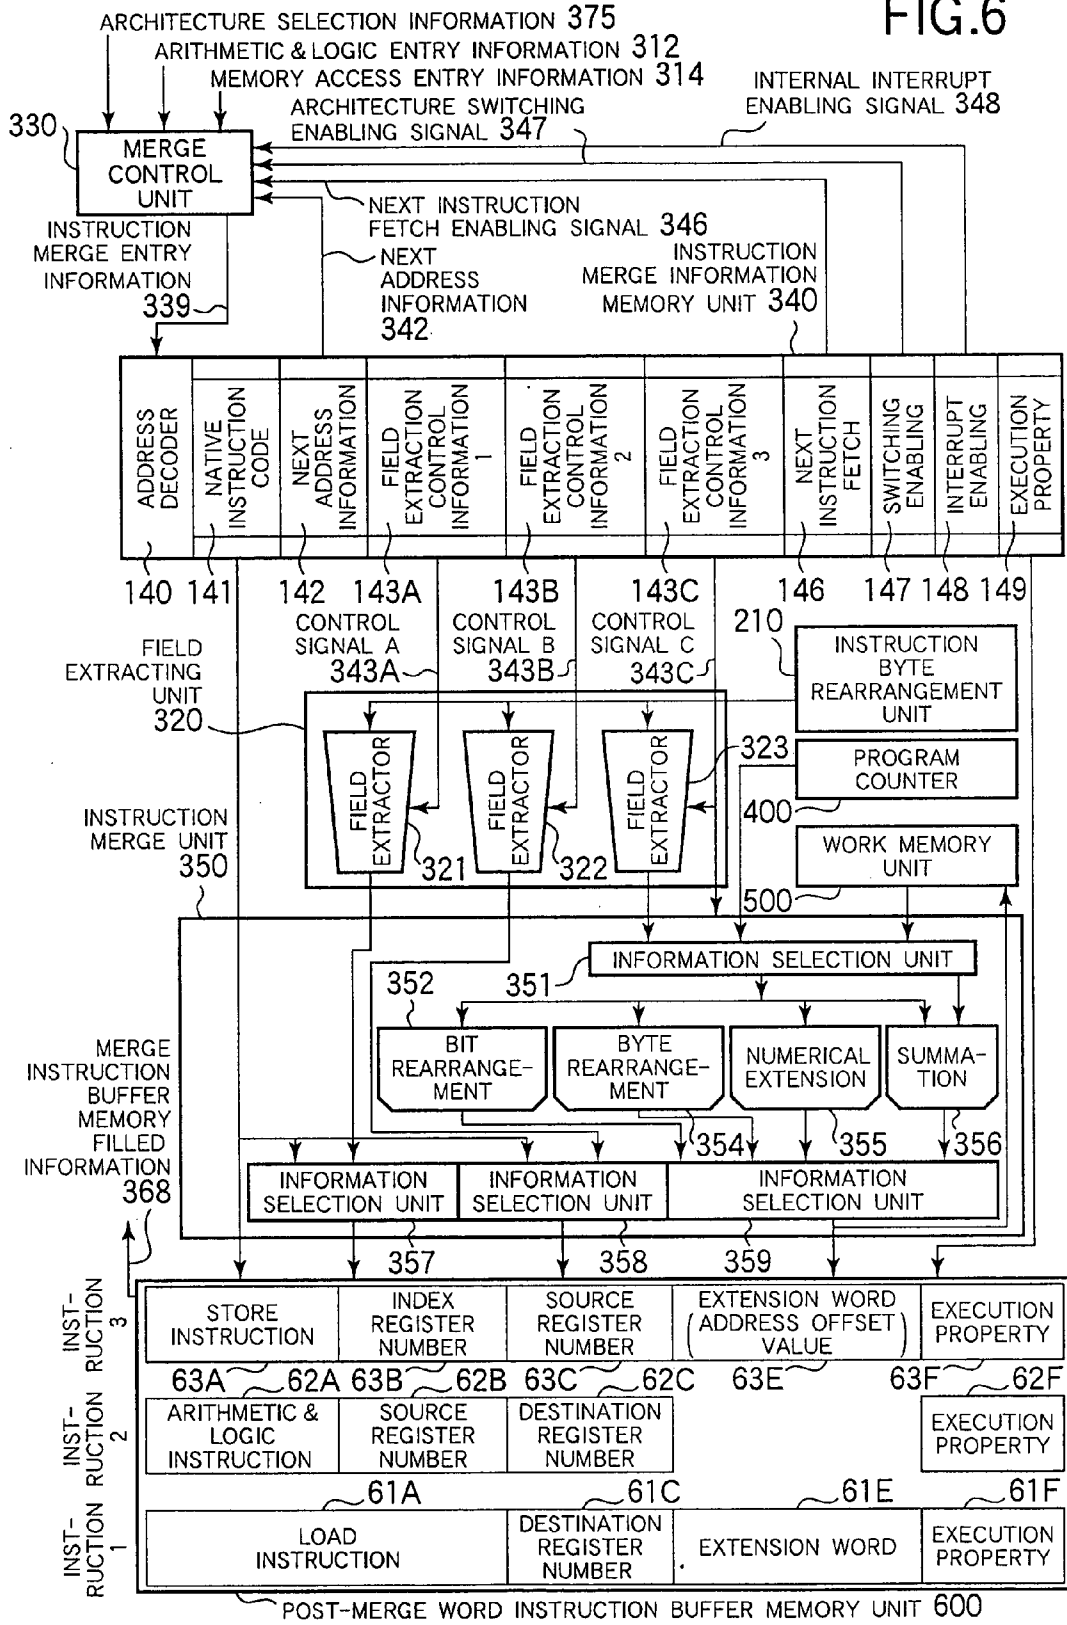 FIG.6
ARCHITECTURE SELECTION INFORMATION 375
ARITHMETIC & LOGIC ENTRY INFORMATION 312
MEMORY ACCESS ENTRY INFORMATION 314
ARCHITECTURE SWITCHING
ENABLING SIGNAL 347
INTERNAL INTERRUPT
ENABLING SIGNAL 348
330
MERGE
CONTROL
UNIT
NEXT INSTRUCTION
FETCH ENABLING SIGNAL 346
INSTRUCTION
MERGE ENTRY
INFORMATION
339
NEXT
ADDRESS
INFORMATION
342
INSTRUCTION
MERGE INFORMATION
MEMORY UNIT 340
ADDRESS
DECODER
NATIVE
INSTRUCTION
CODE
NEXT
ADDRESS
INFORMATION
FIELD
EXTRACTION
CONTROL
INFORMATION
1
FIELD
EXTRACTION
CONTROL
INFORMATION
2
FIELD
EXTRACTION
CONTROL
INFORMATION
3
NEXT
INSTRUCTION
FETCH
SWITCHING
ENABLING
INTERRUPT
ENABLING
EXECUTION
PROPERTY
140 141 142 143A 143B 143C 146 147 148 149
CONTROL
SIGNAL A
343A
CONTROL
SIGNAL B
343B
CONTROL
SIGNAL C
343C
210
INSTRUCTION
BYTE
REARRANGEMENT
UNIT
FIELD
EXTRACTING
UNIT
320
FIELD
EXTRACTOR
321
FIELD
EXTRACTOR
322
FIELD
EXTRACTOR
323
PROGRAM
COUNTER
400
WORK MEMORY
UNIT
500
INSTRUCTION
MERGE UNIT
350
INFORMATION SELECTION UNIT
351
352
BIT
REARRANGE-
MENT
BYTE
REARRANGE-
MENT
NUMERICAL
EXTENSION
SUMMA-
TION
354 355 356
MERGE
INSTRUCTION
BUFFER
MEMORY
FILLED
INFORMATION
368
INFORMATION
SELECTION UNIT
INFORMATION
SELECTION UNIT
INFORMATION
SELECTION UNIT
357 358 359
INST-
RUCTION
3
STORE
INSTRUCTION
INDEX
REGISTER
NUMBER
SOURCE
REGISTER
NUMBER
EXTENSION WORD
(ADDRESS OFFSET
VALUE)
EXECUTION
PROPERTY
63A 62A 63B 62B 63C 62C 63E 63F 62F
INST-
RUCTION
2
ARITHMETIC &
LOGIC
INSTRUCTION
SOURCE
REGISTER
NUMBER
DESTINATION
REGISTER
NUMBER
EXECUTION
PROPERTY
61A 61C 61E 61F
INST-
RUCTION
1
LOAD
INSTRUCTION
DESTINATION
REGISTER
NUMBER
EXTENSION WORD
EXECUTION
PROPERTY
POST-MERGE WORD INSTRUCTION BUFFER MEMORY UNIT 600